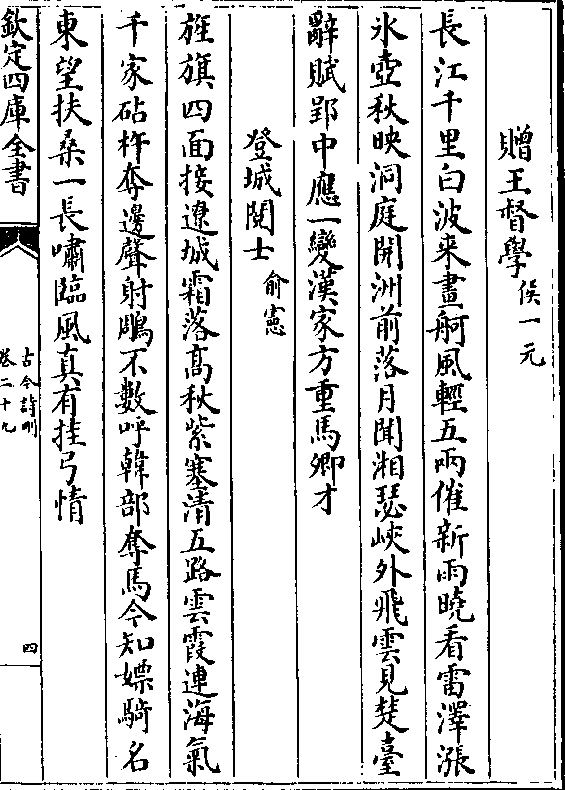 贈王督學 侯一元
長江千里白波来畫舸風輕五兩催新雨曉看雷澤漲
氷壺秋映洞庭開洲前落月聞湘瑟峽外飛雲見楚臺
辭賦郢中應一變漢家方重馬卿才
登城閱士 俞憲
旌旗四面接遼城霜落髙秋紫塞清五路雲霞連海氣
千家砧杵奪邊聲射鵰不數呼韓部奪馬今知嫖騎名
東望扶桑一長嘯臨風真有挂弓情
欽定四庫全書
古今詩刪
卷二十九
四